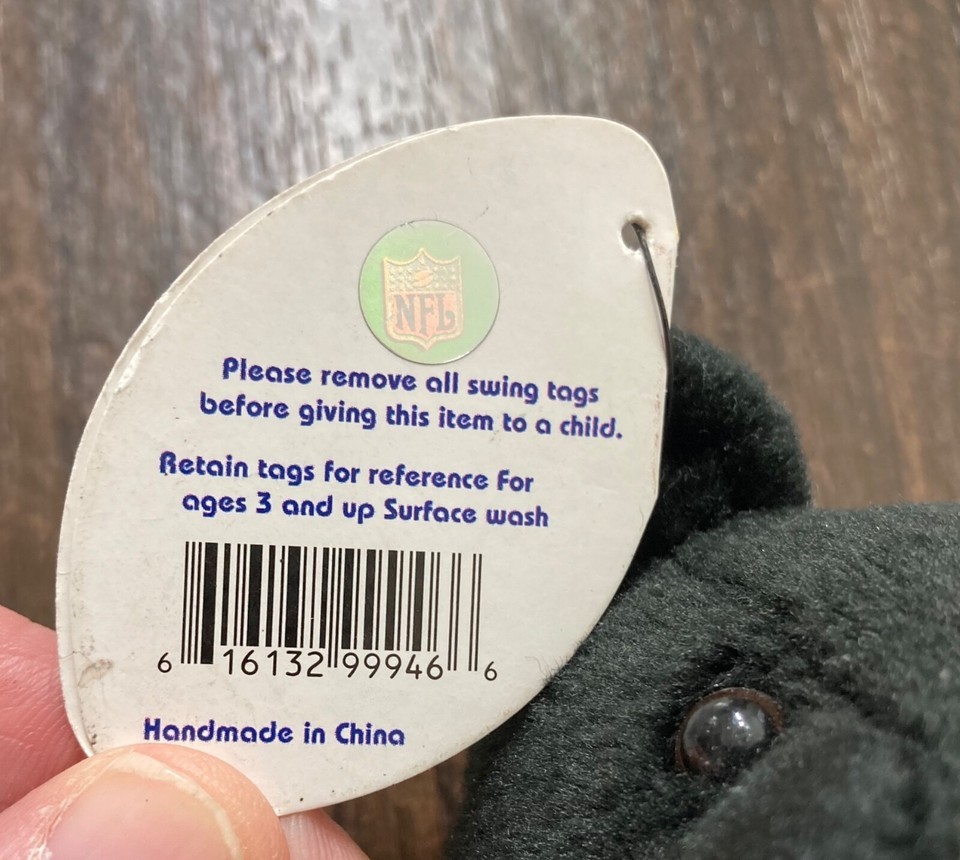 NFL
Please remove all swing tags
before giving this item to a child.
Retain tags for reference For
ages 3 and up Surface wash
6 16132 99946 6
Handmade in China